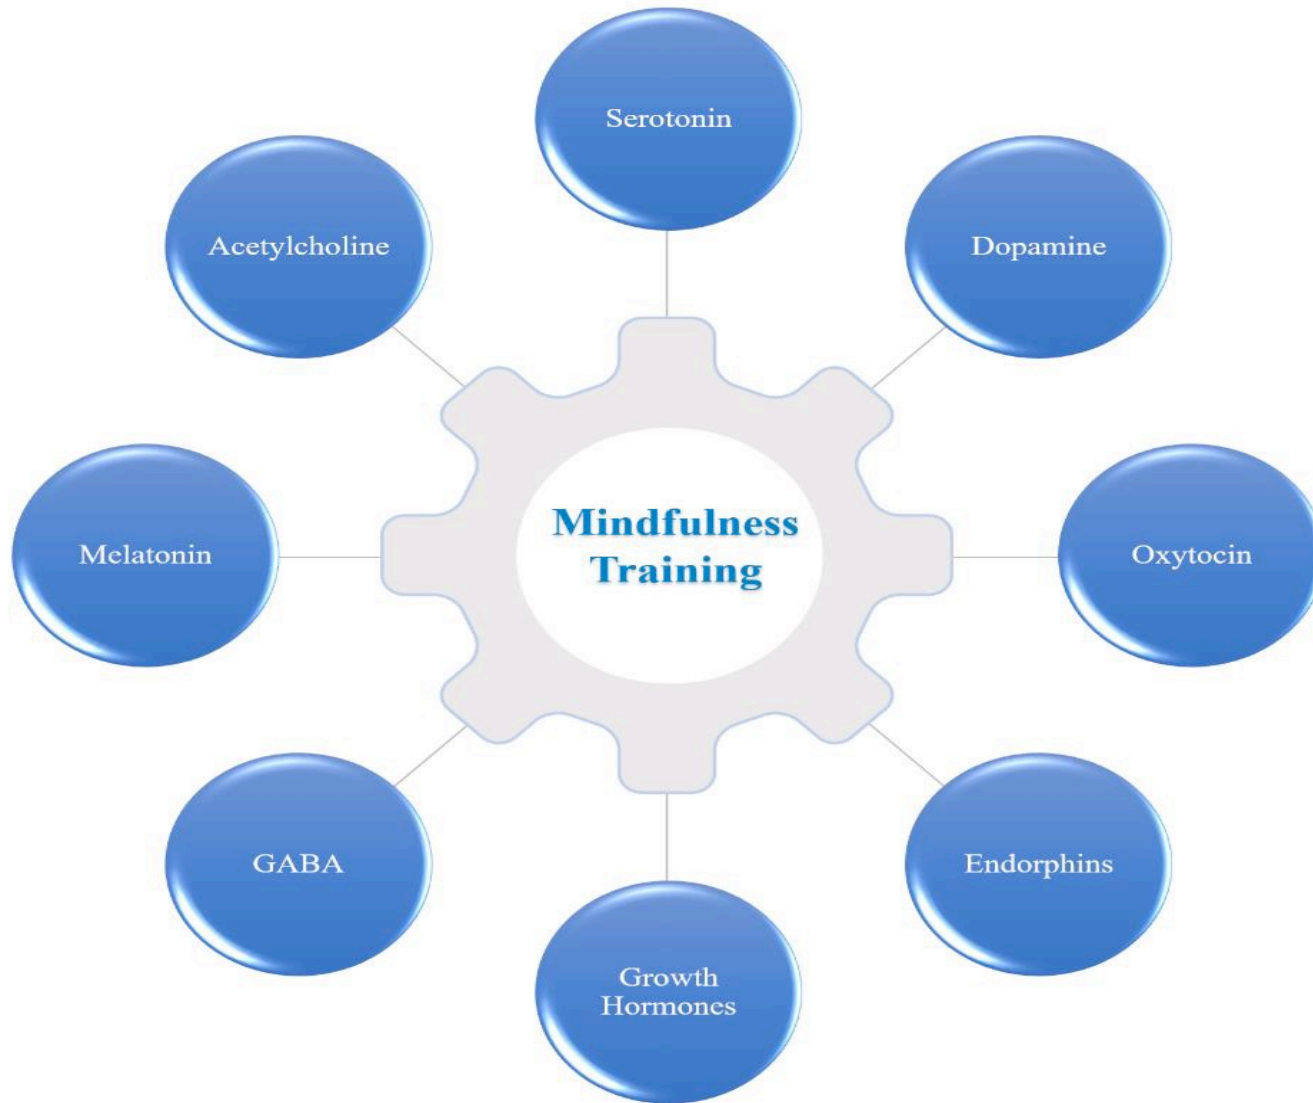 Serotonin
Dopamine
Oxytocin
Endorphins
Growth
Hormones
GABA
Melatonin
Acetylcholine
Mindfulness
Training